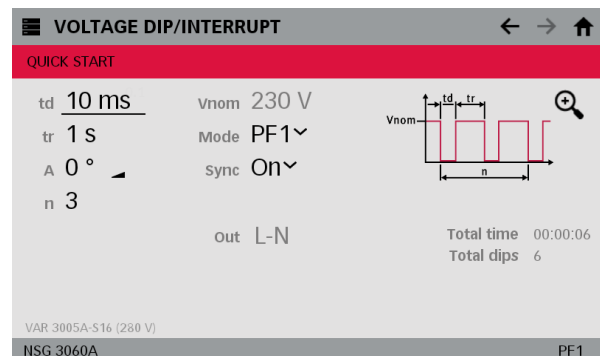 VOLTAGE DIP/INTERRUPT
QUICK START
td 10 ms
tr 1 s
A 0 °
n 3
Vnom 230 V
Mode PF1
Sync On
Out L-N
td tr
Vnom
n
Total time 00:00:06
Total dips 6
VAR 3005A-S16 (280 V)
NSG 3060A PF1